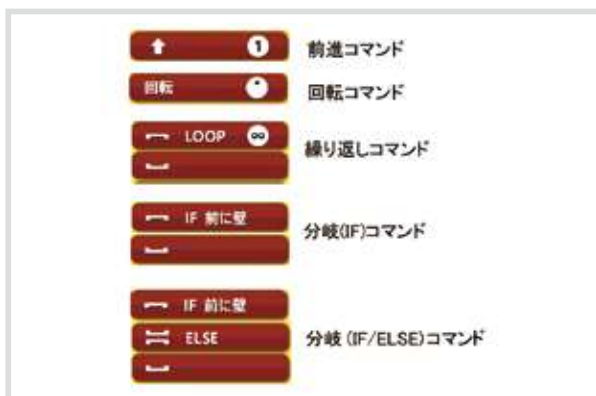 1 前進コマンド
回転 回転コマンド
LOOP ∞
繰り返しコマンド
IF 前に壁
分岐(IF)コマンド
IF 前に壁
ELSE 分岐 (IF/ELSE)コマンド